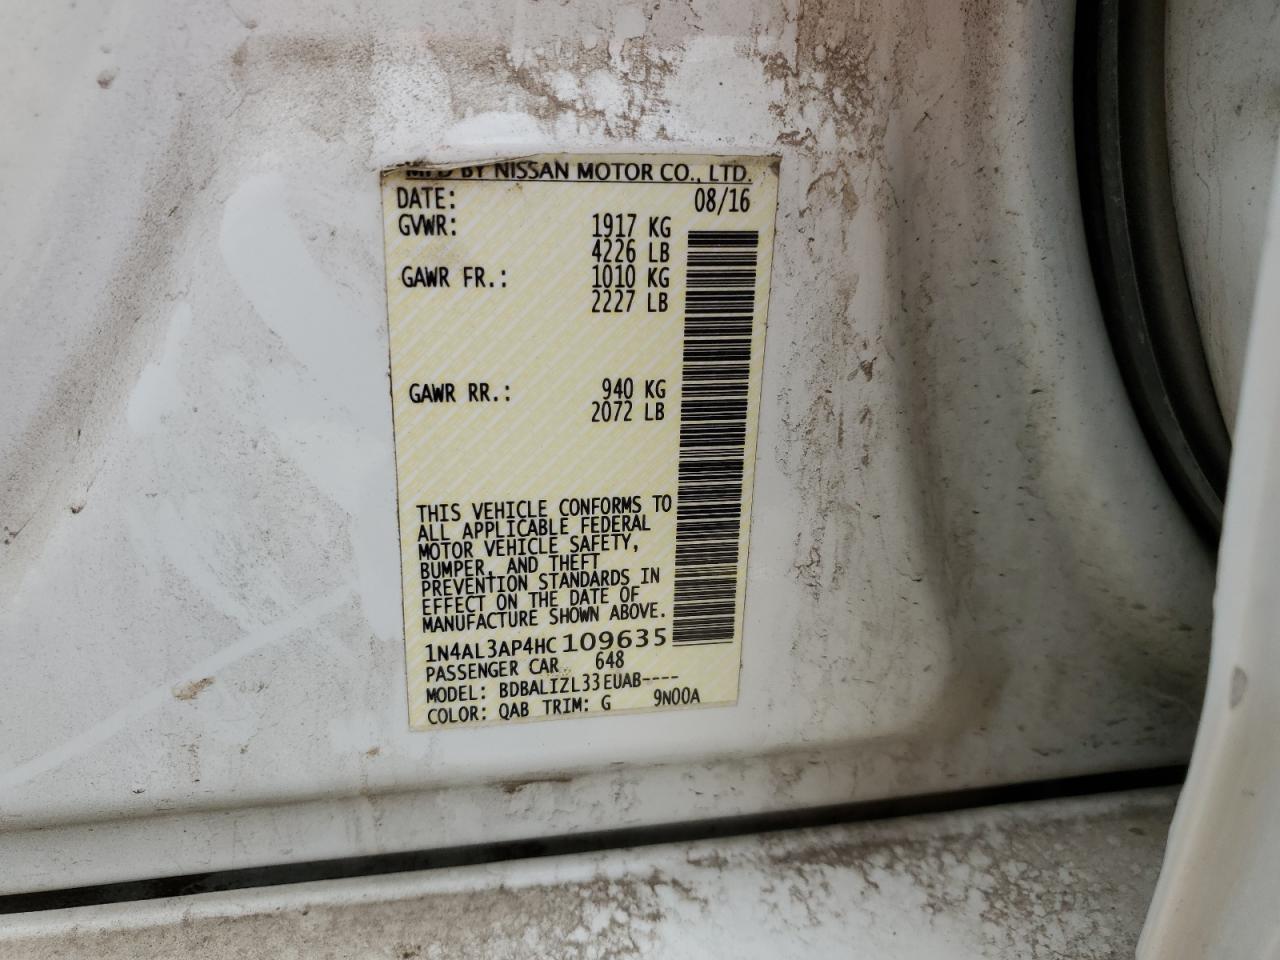 MFD BY NISSAN MOTOR CO., LTD.
DATE: 08/16
GVWR: 1917 KG
4226 LB
GAWR FR.: 1010 KG
2227 LB
GAWR RR.: 940 KG
2072 LB
THIS VEHICLE CONFORMS TO
ALL APPLICABLE FEDERAL
MOTOR VEHICLE SAFETY,
BUMPER, AND THEFT
PREVENTION STANDARDS IN
EFFECT ON THE DATE OF
MANUFACTURE SHOWN ABOVE.
1N4AL3AP4HC109635
PASSENGER CAR 648
MODEL: BDBALIZL33EUAB----
COLOR: QAB TRIM: G 9N00A